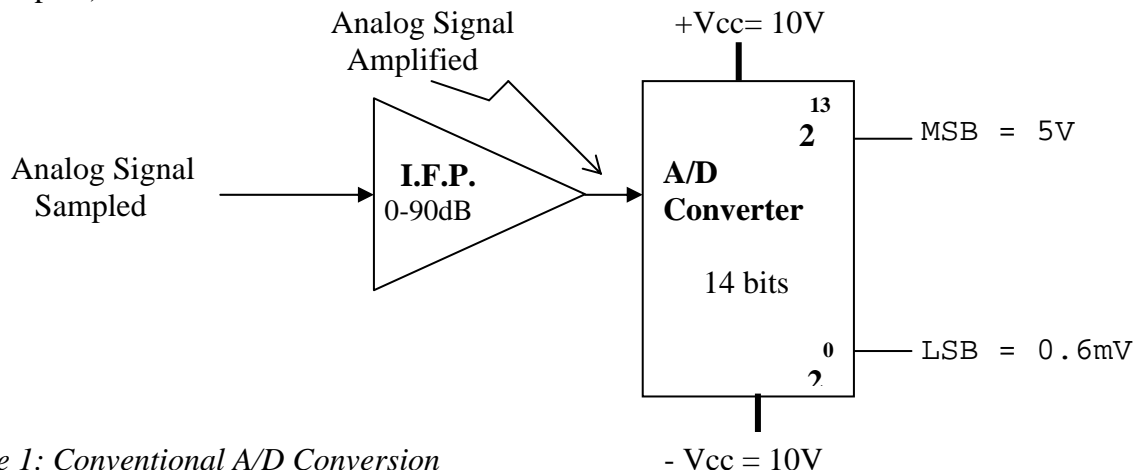 Analog Signal
Amplified
+Vcc= 10V
Analog Signal
Sampled
I.F.P.
0-90dB
A/D
Converter
14 bits
13
2
MSB = 5V
0
2
LSB = 0.6mV
e 1: Conventional A/D Conversion
- Vcc = 10V